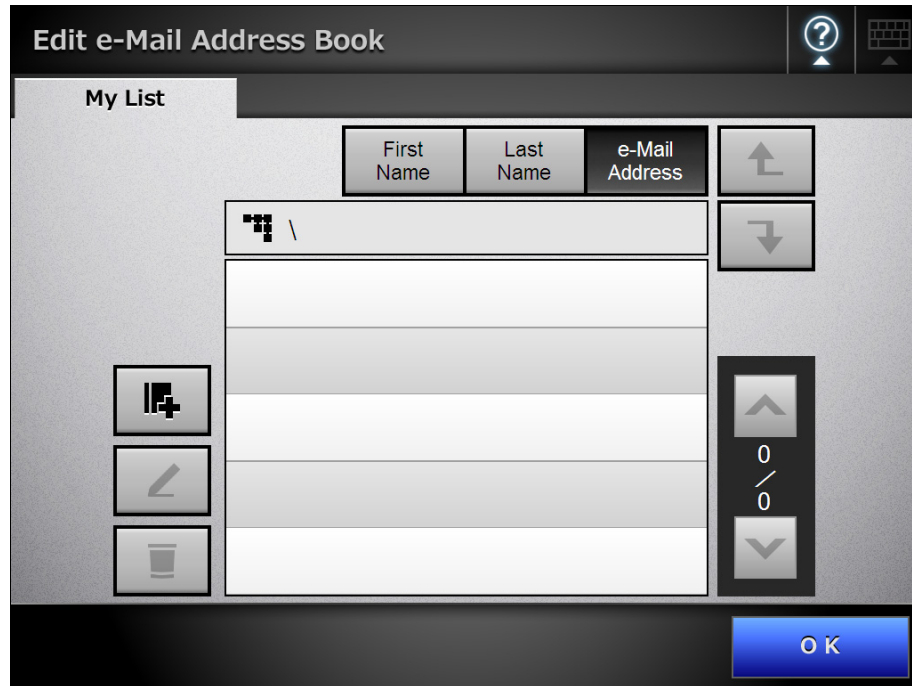 Edit e-Mail Address Book
?
My List
First
Name
Last
Name
e-Mail
Address
\
0
/
0
OK